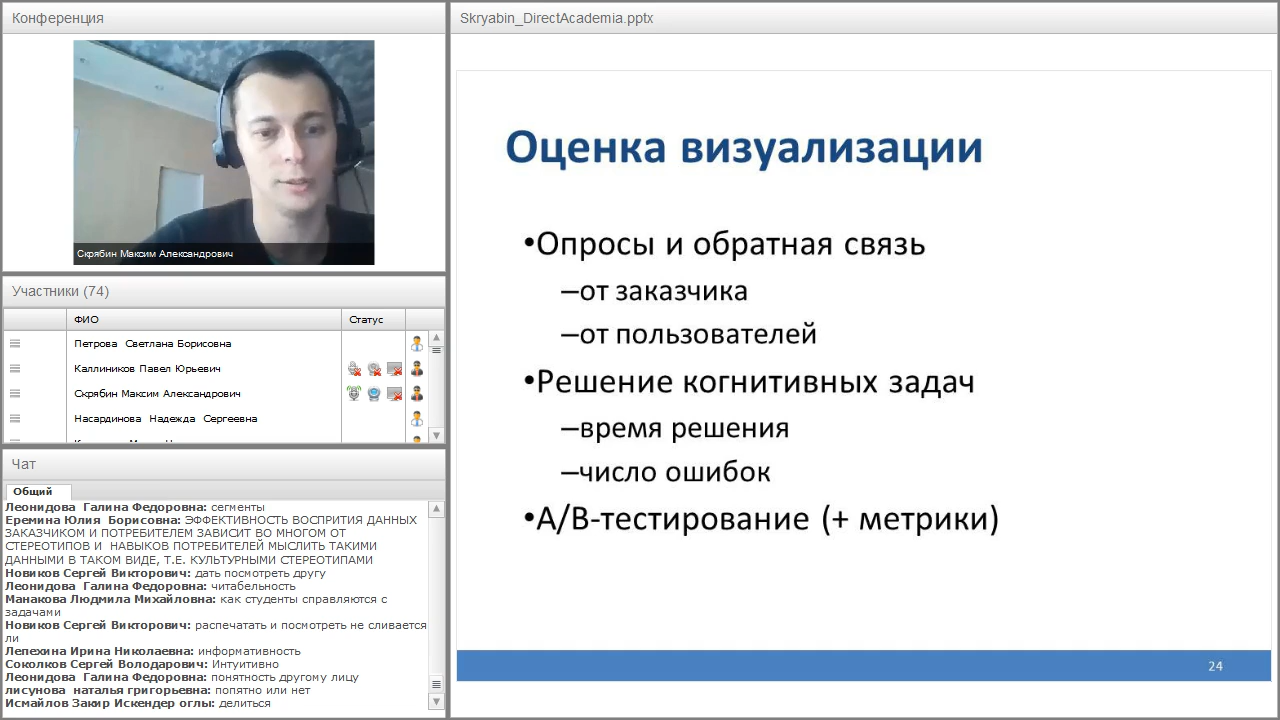 Конференция
Скрябин Максим Александрович
Участники (74)
ФИО
Статус
Петрова Светлана Борисовна
Каллиников Павел Юрьевич
Скрябин Максим Александрович
Насардинова Надежда Сергеевна
Чат
Общий
Леонидова Галина Федоровна: сегменты
Еремина Юлия Борисовна: ЭФФЕКТИВНОСТЬ ВОСПРИТИЯ ДАННЫХ
ЗАКАЗЧИКОМ И ПОТРЕБИТЕЛЕМ ЗАВИСИТ ВО МНОГОМ ОТ
СТЕРЕОТИПОВ И НАВЫКОВ ПОТРЕБИТЕЛЕЙ МЫСЛИТЬ ТАКИМИ
ДАННЫМИ В ТАКОМ ВИДЕ, Т.Е. КУЛЬТУРНЫМИ СТЕРЕОТИПАМИ
Новиков Сергей Викторович: дать посмотреть другу
Леонидова Галина Федоровна: читабельность
Манакова Людмила Михайловна: как студенты справляются с
задачами
Новиков Сергей Викторович: распечатать и посмотреть не сливается
ли
Лепехина Ирина Николаевна: информативность
Соколков Сергей Володарович: Интуитивно
Леонидова Галина Федоровна: понятность другому лицу
лисунова наталья григореевна: попятно или нет
Исмайлов Закир Искендер оглы: делиться
Skryabin_DirectAcademia.pptx
Оценка визуализации
•Опросы и обратная связь
–от заказчика
–от пользователей
•Решение когнитивных задач
–время решения
–число ошибок
•A/B-тестирование (+ метрики)
24